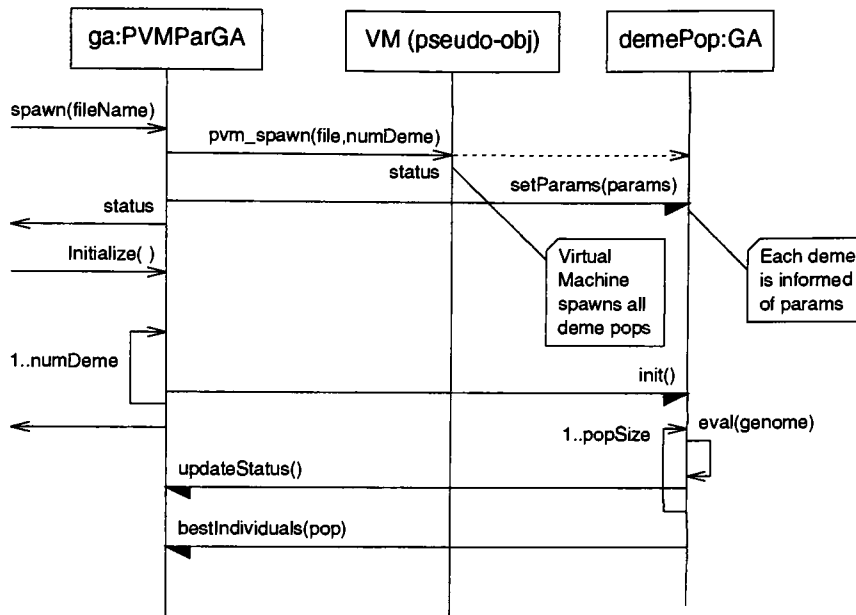 ga:PVMParGA
VM (pseudo-obj)
demePop:GA
spawn(fileName)
pvm_spawn(file,numDeme)
status
setParams(params)
status
Initialize( )
Virtual
Machine
spawns all
deme pops
Each deme
is informed
of params
1..numDeme
init()
1..popSize
eval(genome)
updateStatus()
bestIndividuals(pop)